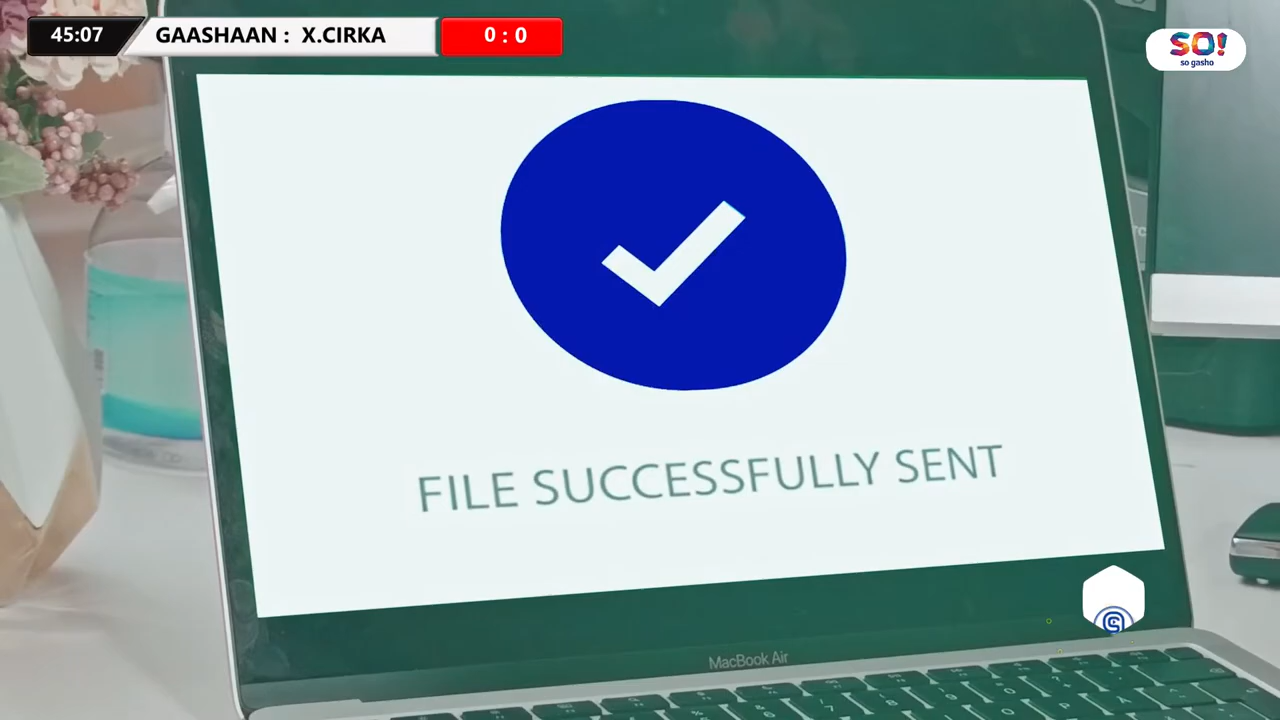 45:07 GAASHAAN : X.CIRKA 0 : 0
SO!
so gasho
FILE SUCCESSFULLY SENT
MacBook Air